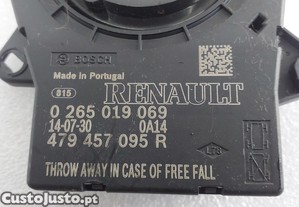 BOSCH
Made in Portugal
815
RENAULT
0 265 019 069
14-07-30 0A14
479 457 095 R
THROW AWAY IN CASE OF FREE FALL
CustoJusto.pt